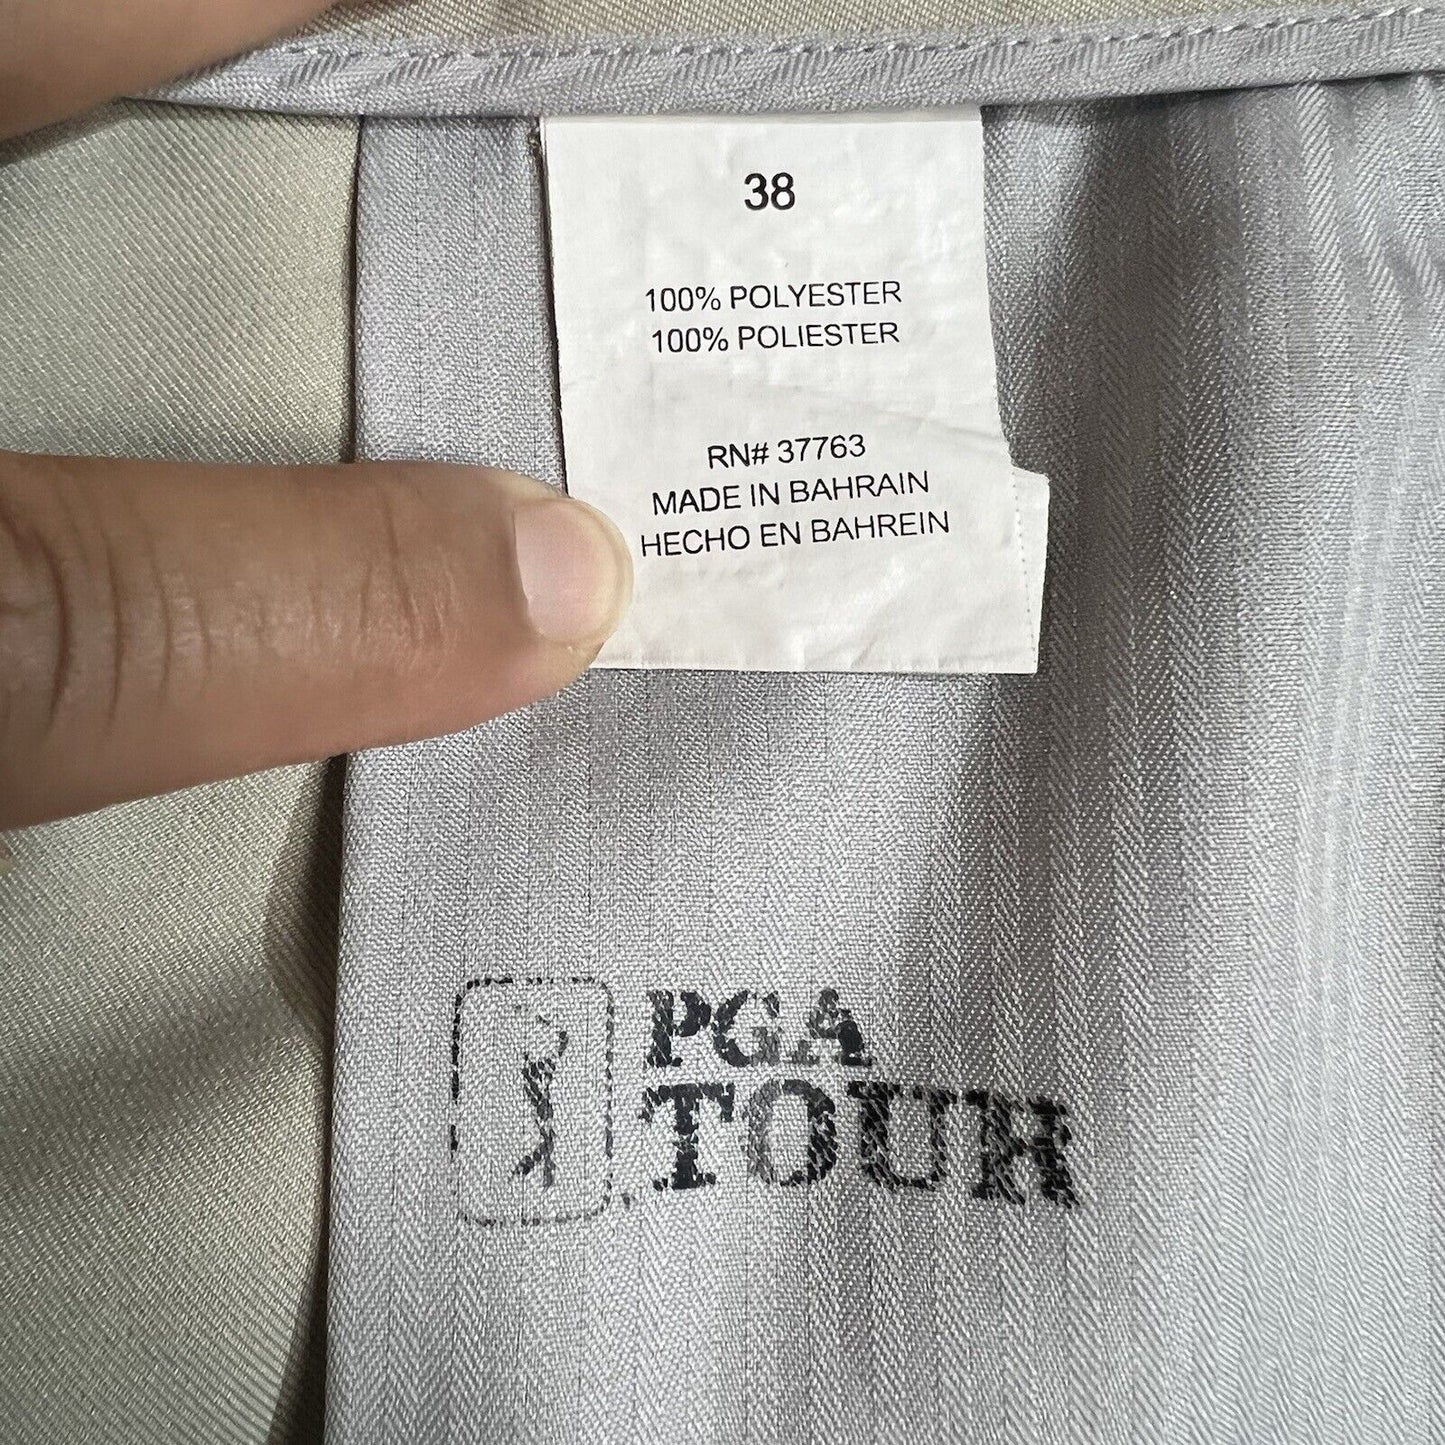 38
100% POLYESTER
100% POLIESTER
RN# 37763
MADE IN BAHRAIN
HECHO EN BAHREIN
PGA
TOUR